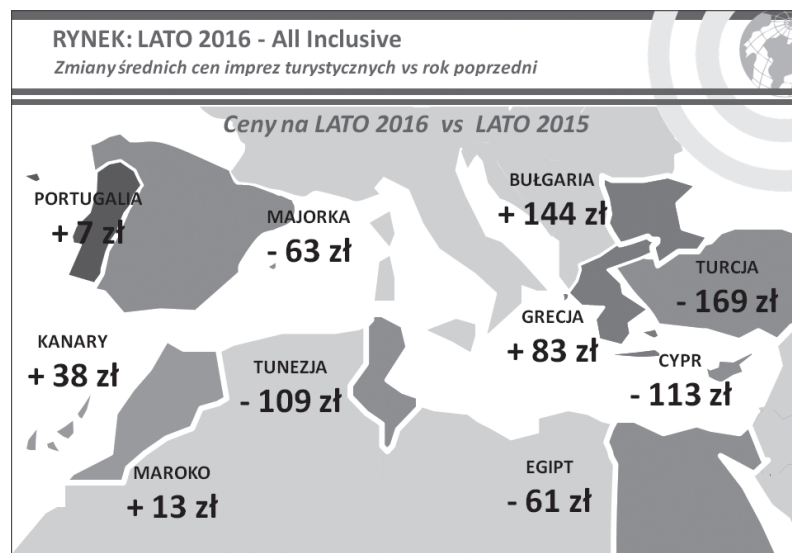 RYNEK: LATO 2016 - All Inclusive
Zmiany średnich cen imprez turystycznych vs rok poprzedni
Ceny na LATO 2016 vs LATO 2015
PORTUGALIA
+ 7 zł
MAJORKA
- 63 zł
BUŁGARIA
+ 144 zł
TURCJA
- 169 zł
GRECJA
+ 83 zł
KANARY
+ 38 zł
TUNEZJA
- 109 zł
CYPR
- 113 zł
MAROKO
+ 13 zł
EGIPT
- 61 zł